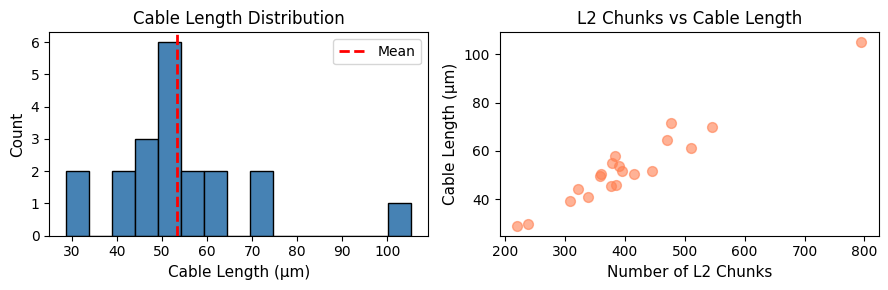 Cable Length Distribution
Count
6
5
4
3
2
1
0
Mean
30 40 50 60 70 80 90 100
Cable Length (μm)
L2 Chunks vs Cable Length
Cable Length (μm)
100
80
60
40
200 300 400 500 600 700 800
Number of L2 Chunks